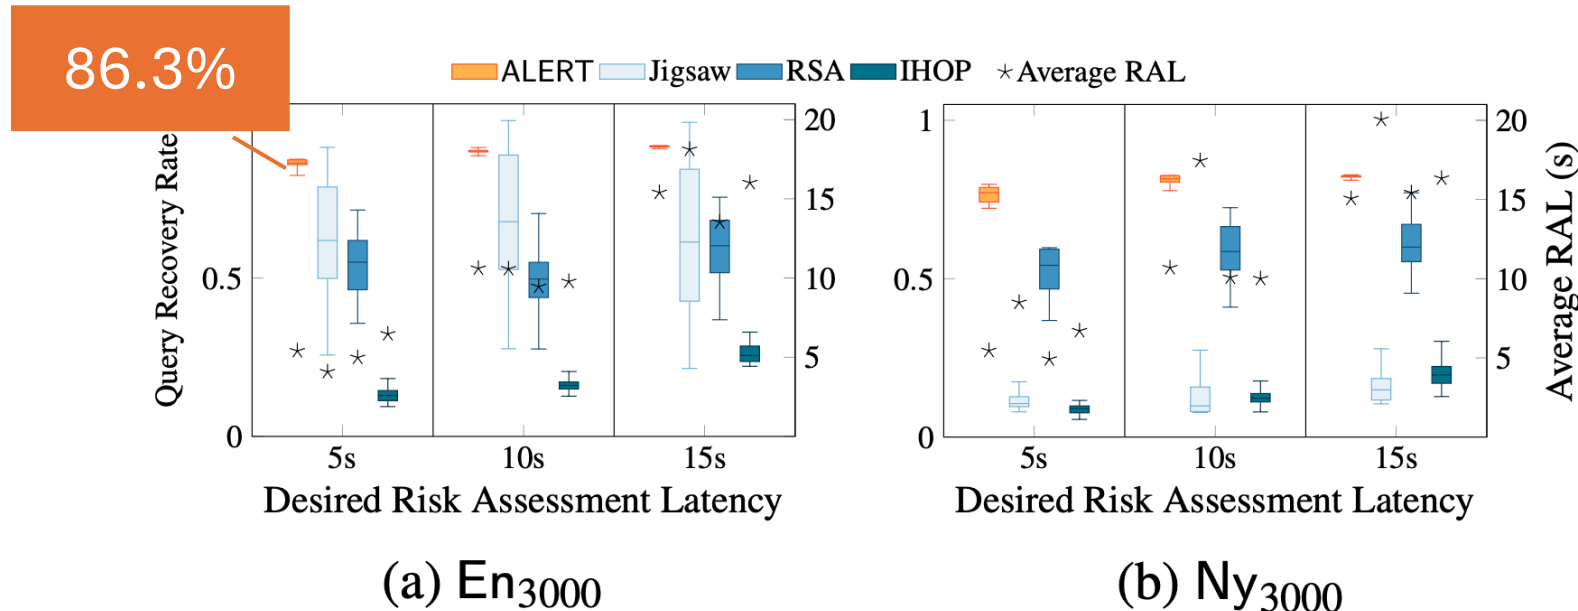 86.3%
ALERT Jigsaw RSA IHOP Average RAL
Query Recovery Rate
0.5
0
20
15
10
5
5s 10s 15s
Desired Risk Assessment Latency
(a) En3000
1
0.5
0
20
15
10
5
Average RAL (s)
5s 10s 15s
Desired Risk Assessment Latency
(b) Ny3000